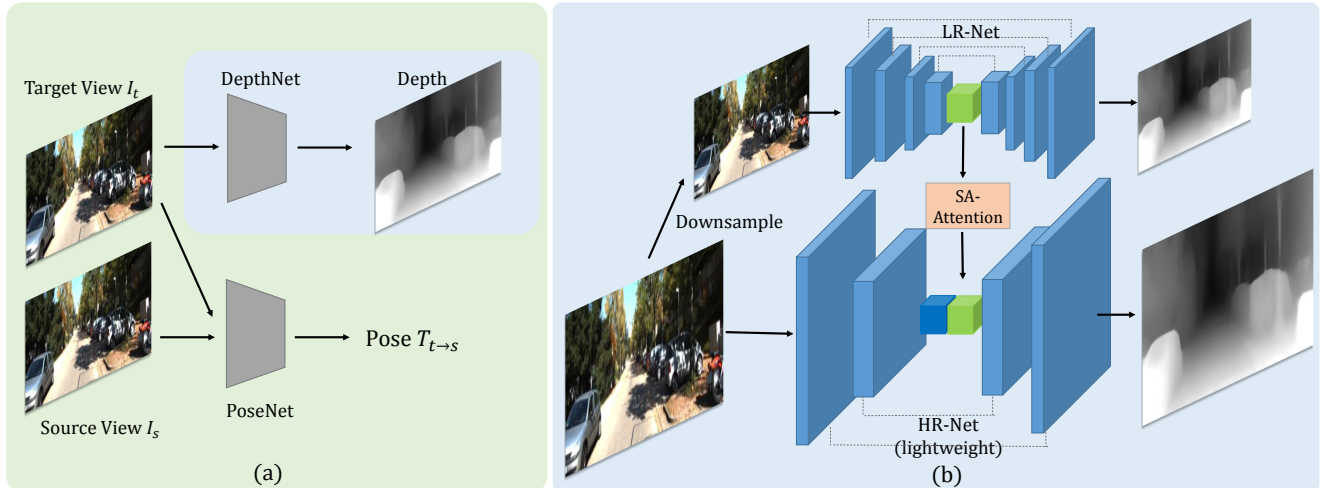 Target View I_t
DepthNet
Depth
PoseNet
Pose T_{t→s}
Source View I_s
(a)
LR-Net
Downsample
SA-
Attention
HR-Net
(lightweight)
(b)